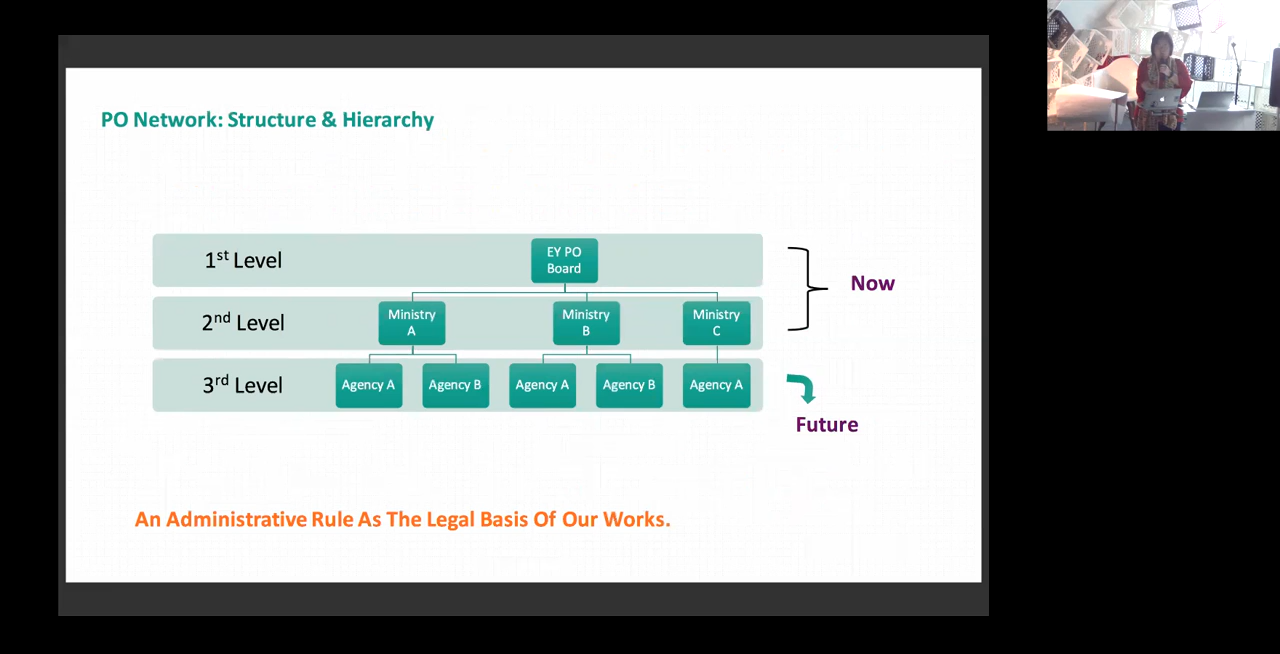 PO Network: Structure & Hierarchy
1st Level
EY PO
Board
2nd Level
Ministry
A
Ministry
B
Ministry
C
3rd Level
Agency A
Agency B
Agency A
Agency B
Agency A
Now
Future
An Administrative Rule As The Legal Basis Of Our Works.